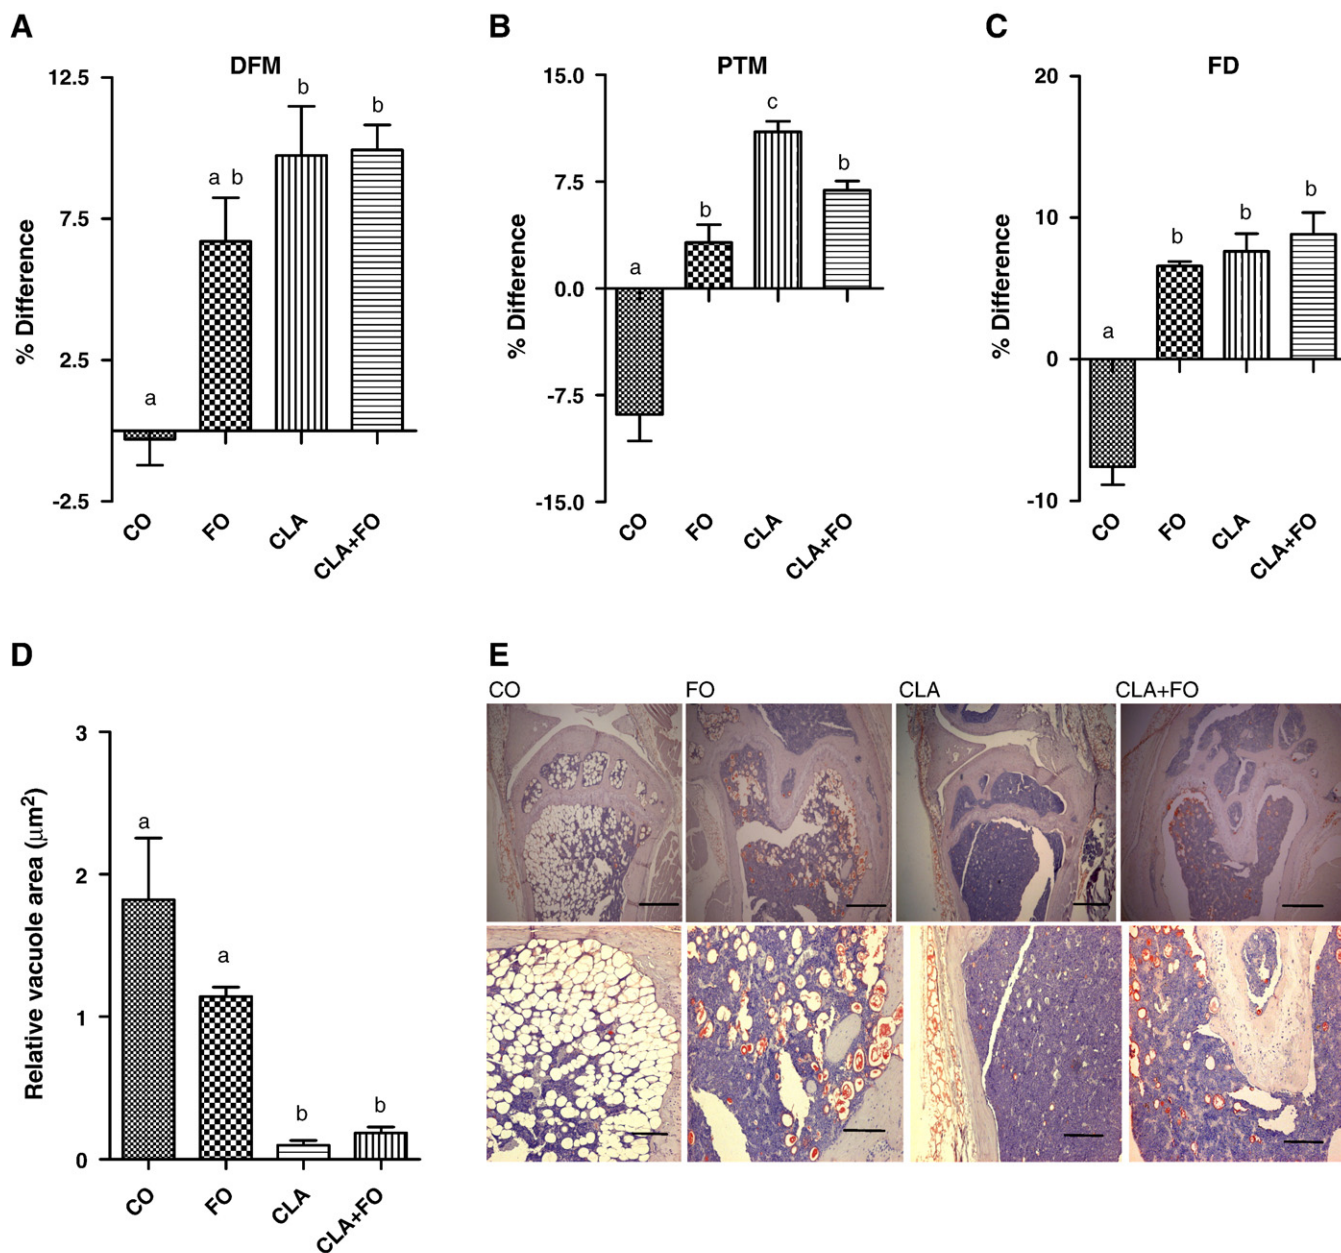 A
DFM
12.5
7.5
2.5
-2.5
% Difference
a
a b
b
b
CO
FO
CLA
CLA+FO
B
PTM
15.0
7.5
0.0
-7.5
-15.0
% Difference
a
b
c
b
CO
FO
CLA
CLA+FO
C
FD
20
10
0
-10
% Difference
a
b
b
b
CO
FO
CLA
CLA+FO
D
3
2
1
0
Relative vacuole area (μm²)
a
a
b
b
CO
FO
CLA
CLA+FO
E
CO
FO
CLA
CLA+FO